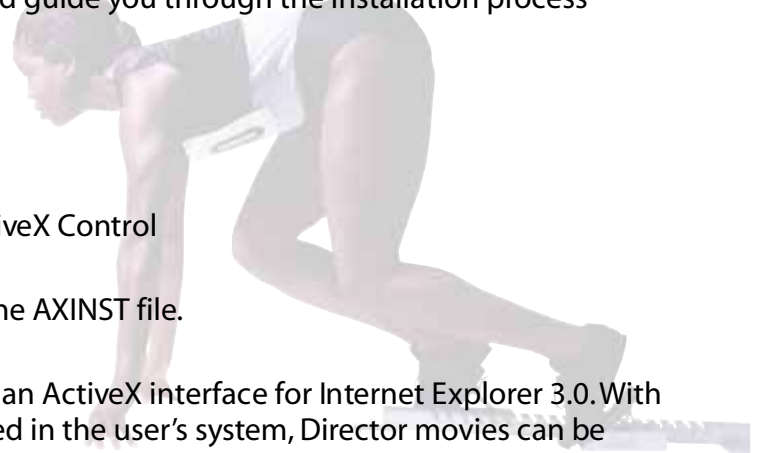 d guide you through the installation process
iveX Control
ne AXINST file.
an ActiveX interface for Internet Explorer 3.0. With
ed in the user's system, Director movies can be